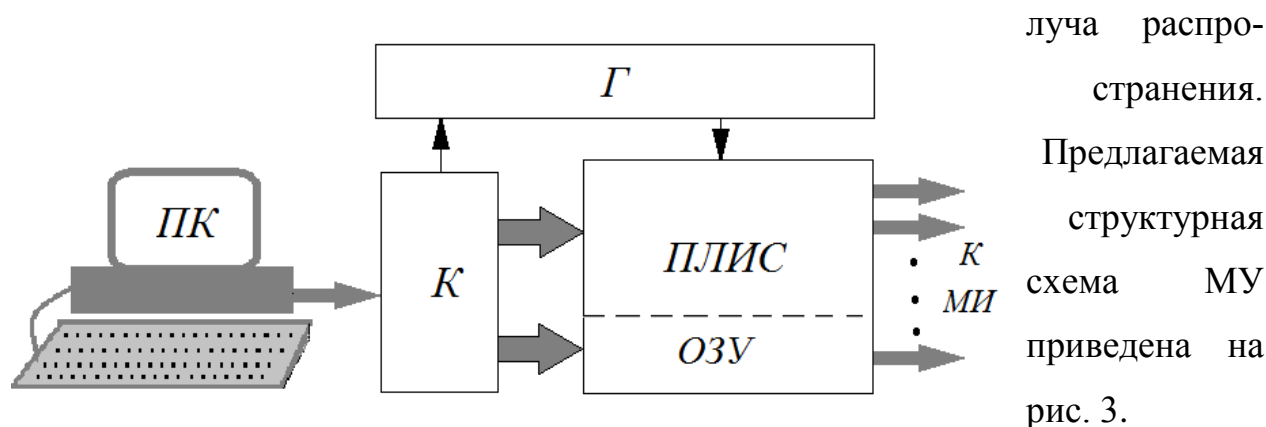 Г
ПК
К
ПЛИС
ОЗУ
К
МИ
луча распро-
странения.
Предлагаемая
структурная
схема МУ
приведена на
рис. 3.